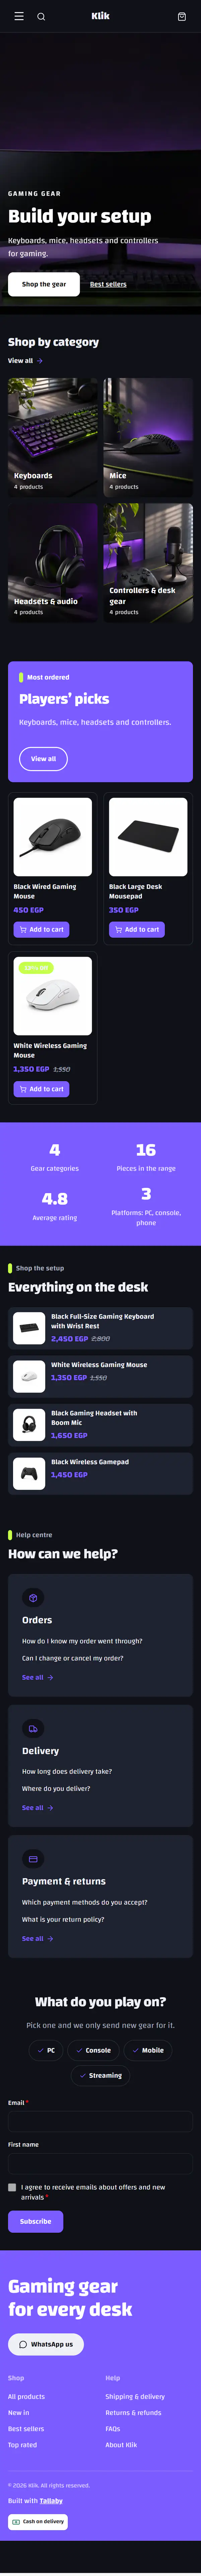 Klik
GAMING GEAR
Build your setup
Keyboards, mice, headsets and controllers
for gaming.
Shop the gear
Best sellers
Shop by category
View all
Keyboards
4 products
Mice
4 products
Headsets & audio
4 products
Controllers & desk
gear
4 products
Most ordered
Players' picks
Keyboards, mice, headsets and controllers.
View all
Black Wired Gaming
Mouse
450 EGP
Add to cart
Black Large Desk
Mousepad
350 EGP
Add to cart
White Wireless Gaming
Mouse
1,350 EGP 1,550
Add to cart
4
Gear categories
16
Pieces in the range
4.8
Average rating
3
Platforms: PC, console,
phone
Shop the setup
Everything on the desk
Black Full-Size Gaming Keyboard
with Wrist Rest
2,450 EGP 2,800
White Wireless Gaming Mouse
1,350 EGP 1,550
Black Gaming Headset with
Boom Mic
1,650 EGP
Black Wireless Gamepad
1,450 EGP
Help centre
How can we help?
Orders
How do I know my order went through?
Can I change or cancel my order?
See all
Delivery
How long does delivery take?
Where do you deliver?
See all
Payment & returns
Which payment methods do you accept?
What is your return policy?
See all
What do you play on?
Pick one and we only send new gear for it.
PC
Console
Mobile
Streaming
Email *
First name
I agree to receive emails about offers and new
arrivals *
Subscribe
Gaming gear
for every desk
WhatsApp us
Shop
All products
New in
Best sellers
Top rated
Help
Shipping & delivery
Returns & refunds
FAQs
About Klik
© 2026 Klik. All rights reserved.
Built with Tallaby
Cash on delivery